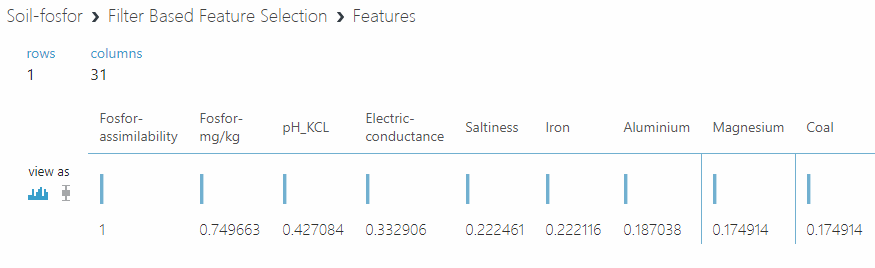 Soil-fosfor ❯ Filter Based Feature Selection ❯ Features
rows columns
1 31
Fosfor-assimilability Fosfor-mg/kg pH_KCL Electric-conductance Saltiness Iron Aluminium Magnesium Coal
view as
1 0.749663 0.427084 0.332906 0.222461 0.222116 0.187038 0.174914 0.174914